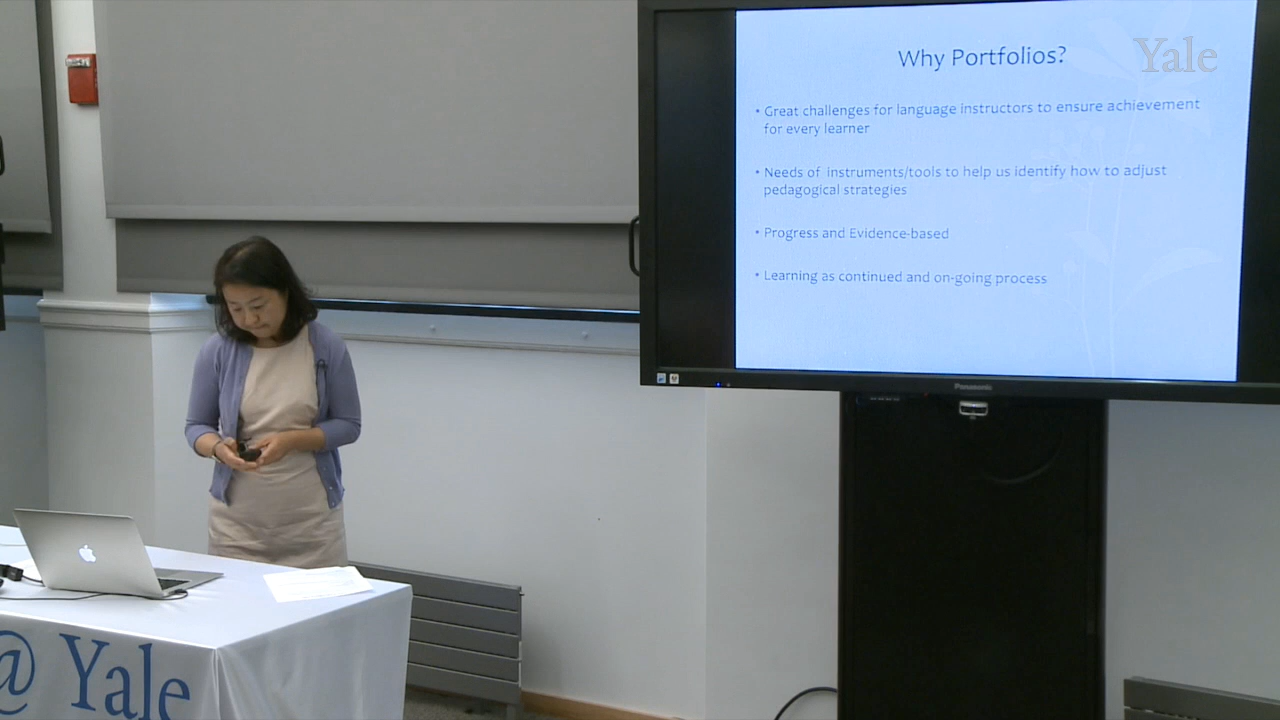 Why Portfolios?
Yale
• Great challenges for language instructors to ensure achievement
for every learner
• Needs of instruments/tools to help us identify how to adjust
pedagogical strategies
• Progress and Evidence-based
• Learning as continued and on-going process
Panasonic
@ Yale